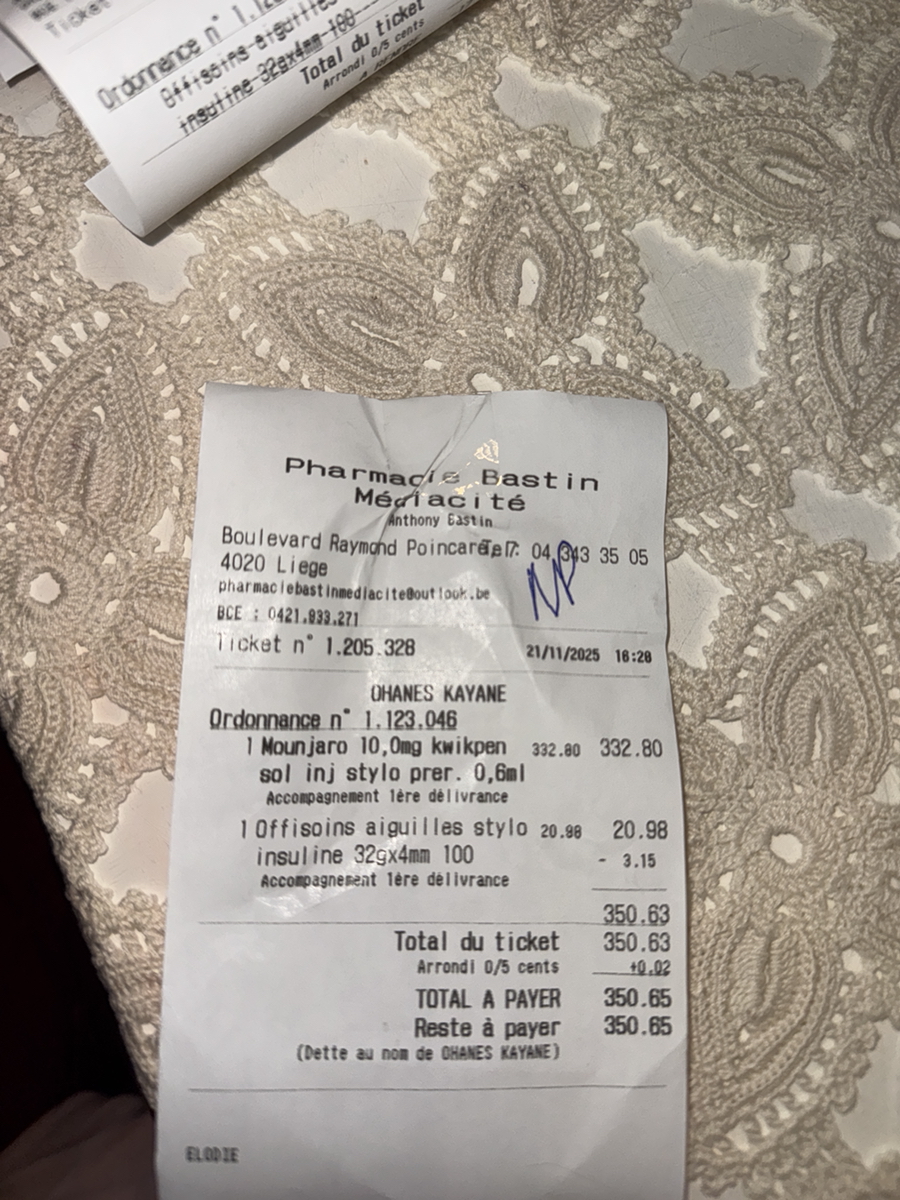 Ticket
Ordonnance n° 1.12
Offisoins aiguilles
insuline 32gx4mm 100
Total du ticket
Arrondi 0/5 cents
Pharmacie Bastin
Médiacité
Anthony Bastin
Boulevard Raymond Poincaré 7 Tel: 04 343 35 05
4020 Liege
pharmaciebastinmediacite@outlook.be
BCE : 0421.933.271
Ticket n° 1.205.328 21/11/2025 16:28
OHANES KAYANE
Ordonnance n° 1.123.046
1 Mounjaro 10,0mg kwikpen 332.80 332.80
sol inj stylo prer. 0,6ml
Accompagnement 1ère délivrance
1 Offisoins aiguilles stylo 20.98 20.98
insuline 32gx4mm 100 - 3.15
Accompagnement 1ère délivrance
350.63
Total du ticket 350.63
Arrondi 0/5 cents +0.02
TOTAL A PAYER 350.65
Reste à payer 350.65
(Dette au nom de OHANES KAYANE)
ELODIE